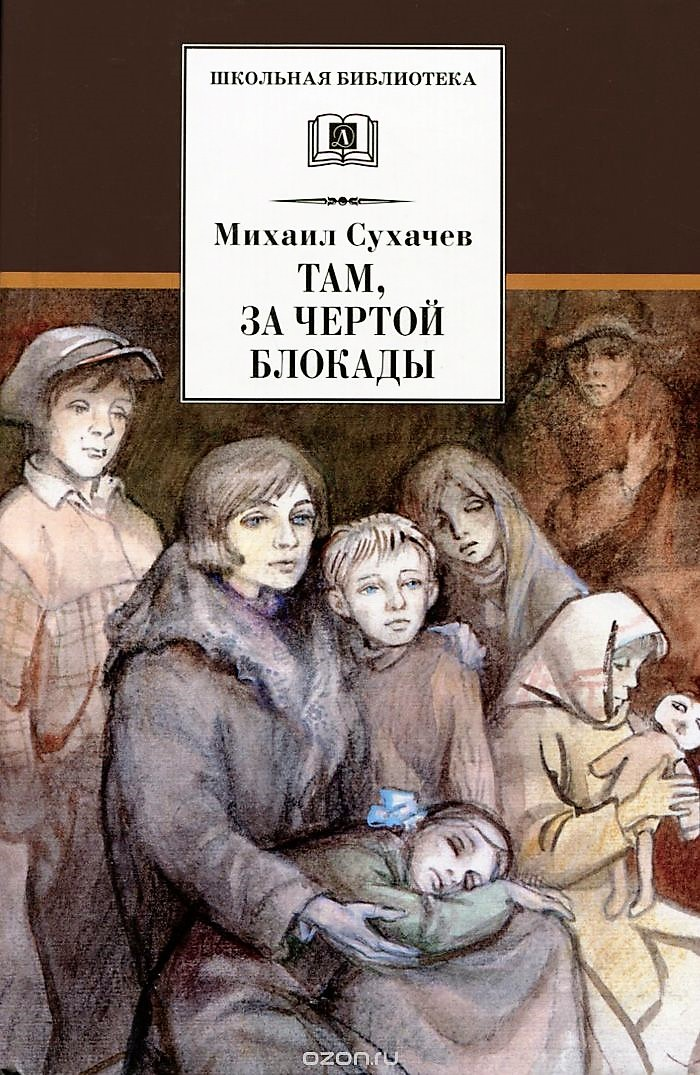 ШКОЛЬНАЯ БИБЛИОТЕКА
Д
Михаил Сухачев
ТАМ,
ЗА ЧЕРТОЙ
БЛОКАДЫ
ozon.ru